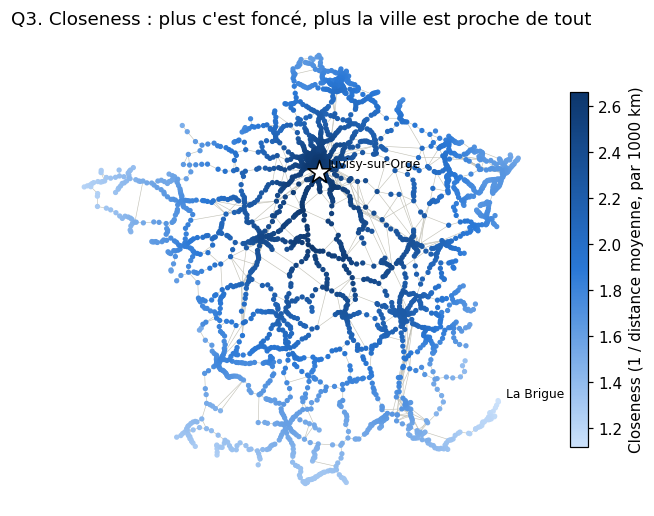 Q3. Closeness : plus c'est foncé, plus la ville est proche de tout
Juvisy-sur-Orge
La Brigue
2.6
2.4
2.2
2.0
1.8
1.6
1.4
1.2
Closeness (1 / distance moyenne, par 1000 km)